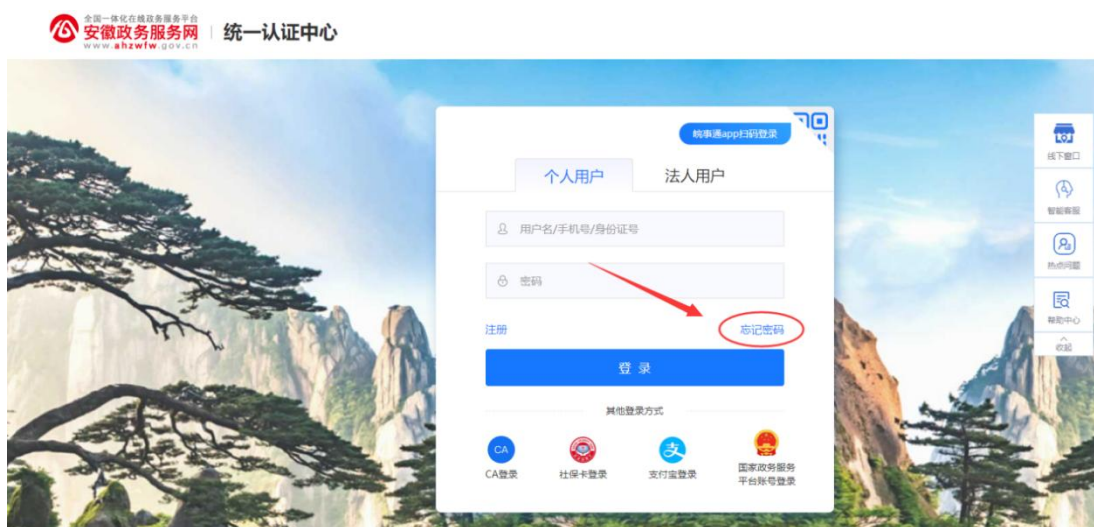 全国一体化在线政务服务平台
安徽政务服务网
www.ahzwfw.gov.cn
统一认证中心
皖事通app扫码登录
个人用户 法人用户
用户名/手机号/身份证号
密码
注册 忘记密码
登 录
其他登录方式
CA
CA登录
社保卡登录
支
支付宝登录
国家政务服务
平台账号登录
线下窗口
智能客服
热点问题
帮助中心
收起